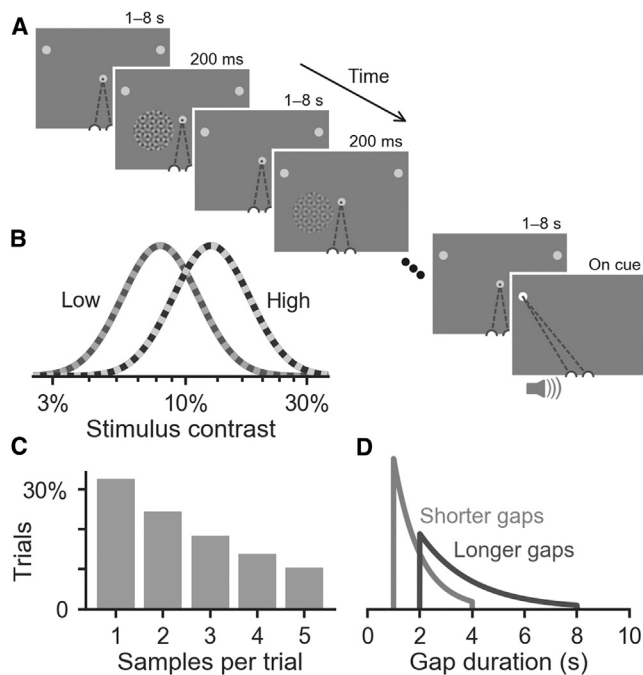 A
1–8 s
200 ms
1–8 s
200 ms
Time
1–8 s
On cue
B
Low
High
3%
10%
30%
Stimulus contrast
C
30%
0
Trials
1 2 3 4 5
Samples per trial
D
Shorter gaps
Longer gaps
0 2 4 6 8 10
Gap duration (s)